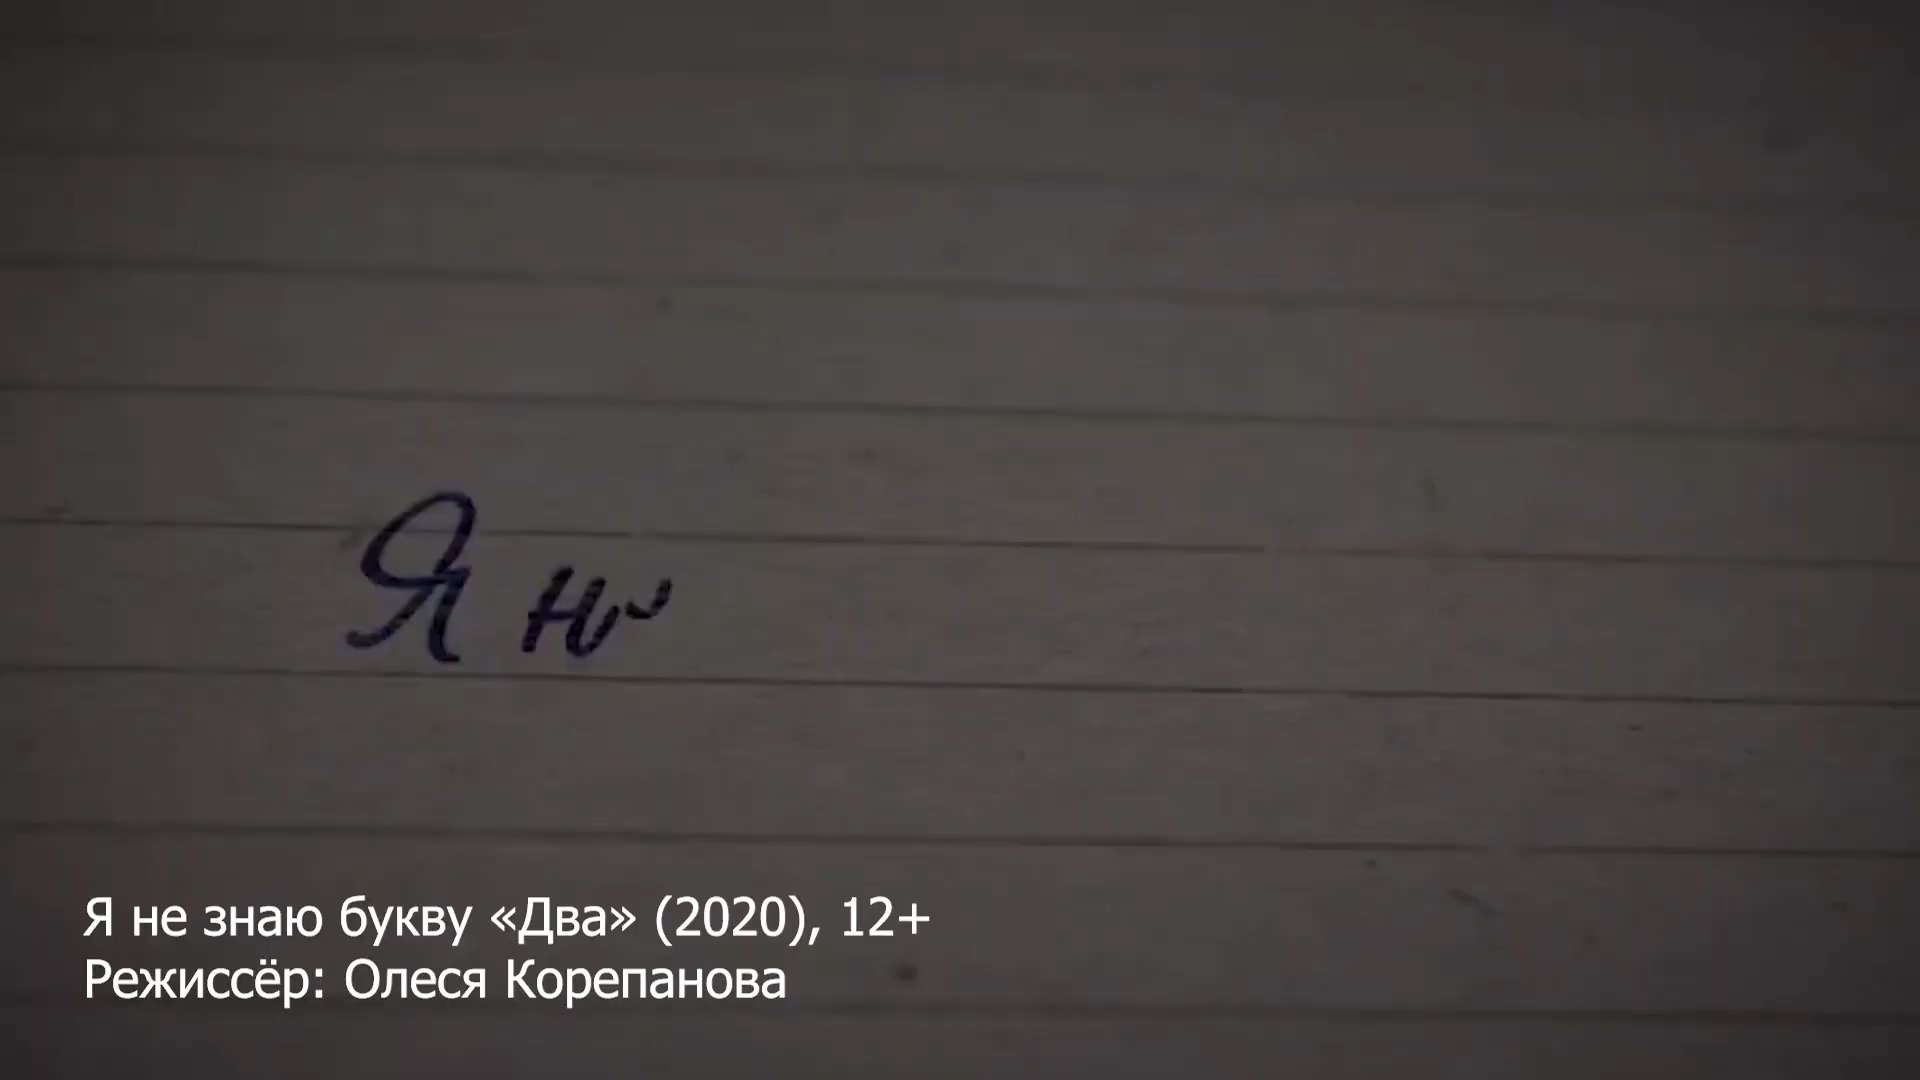 Я н
Я не знаю букву «Два» (2020), 12+
Режиссёр: Олеся Корепанова